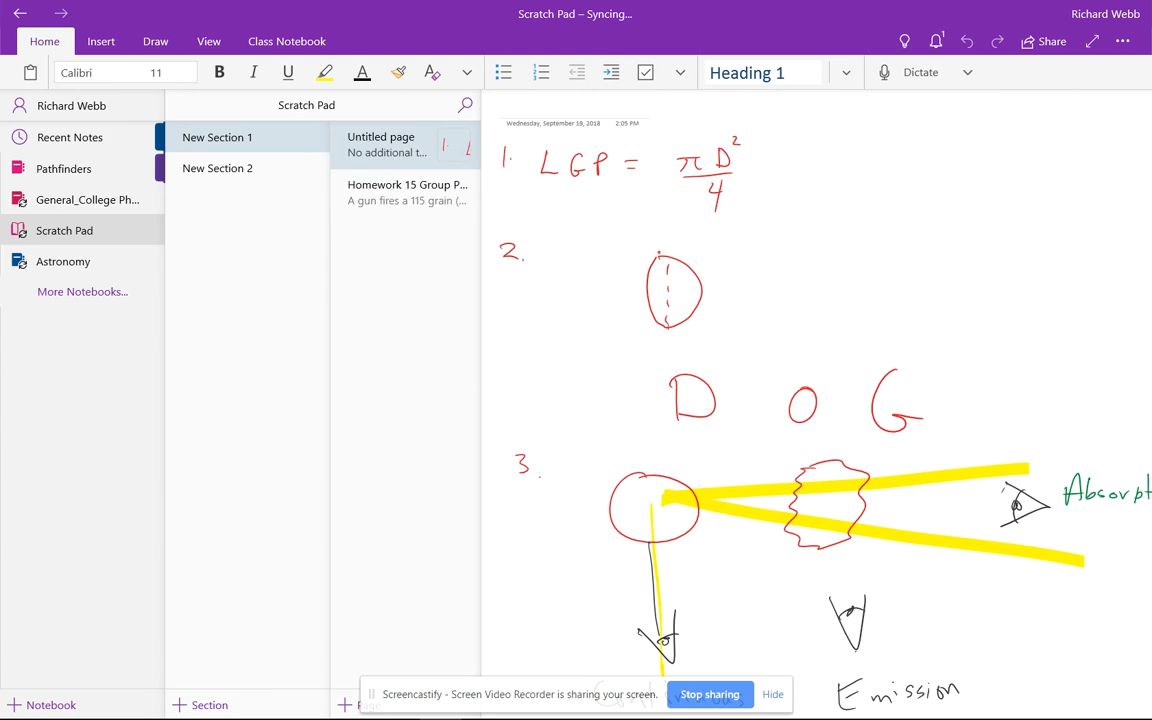 Scratch Pad – Syncing...
Richard Webb
Home Insert Draw View Class Notebook
1
Share
Calibri 11 B I U A Heading 1 Dictate
Richard Webb
Scratch Pad
Recent Notes
Pathfinders
General_College Ph...
Scratch Pad
Astronomy
More Notebooks...
New Section 1
New Section 2
Untitled page
No additional t...
Homework 15 Group P...
A gun fires a 115 grain (...
Wednesday, September 19, 2018 2:05 PM
1. LGP = πD²/4
2.
D O G
3.
Absorpt
Emission
Screencastify - Screen Video Recorder is sharing your screen. Stop sharing Hide
+ Notebook + Section +